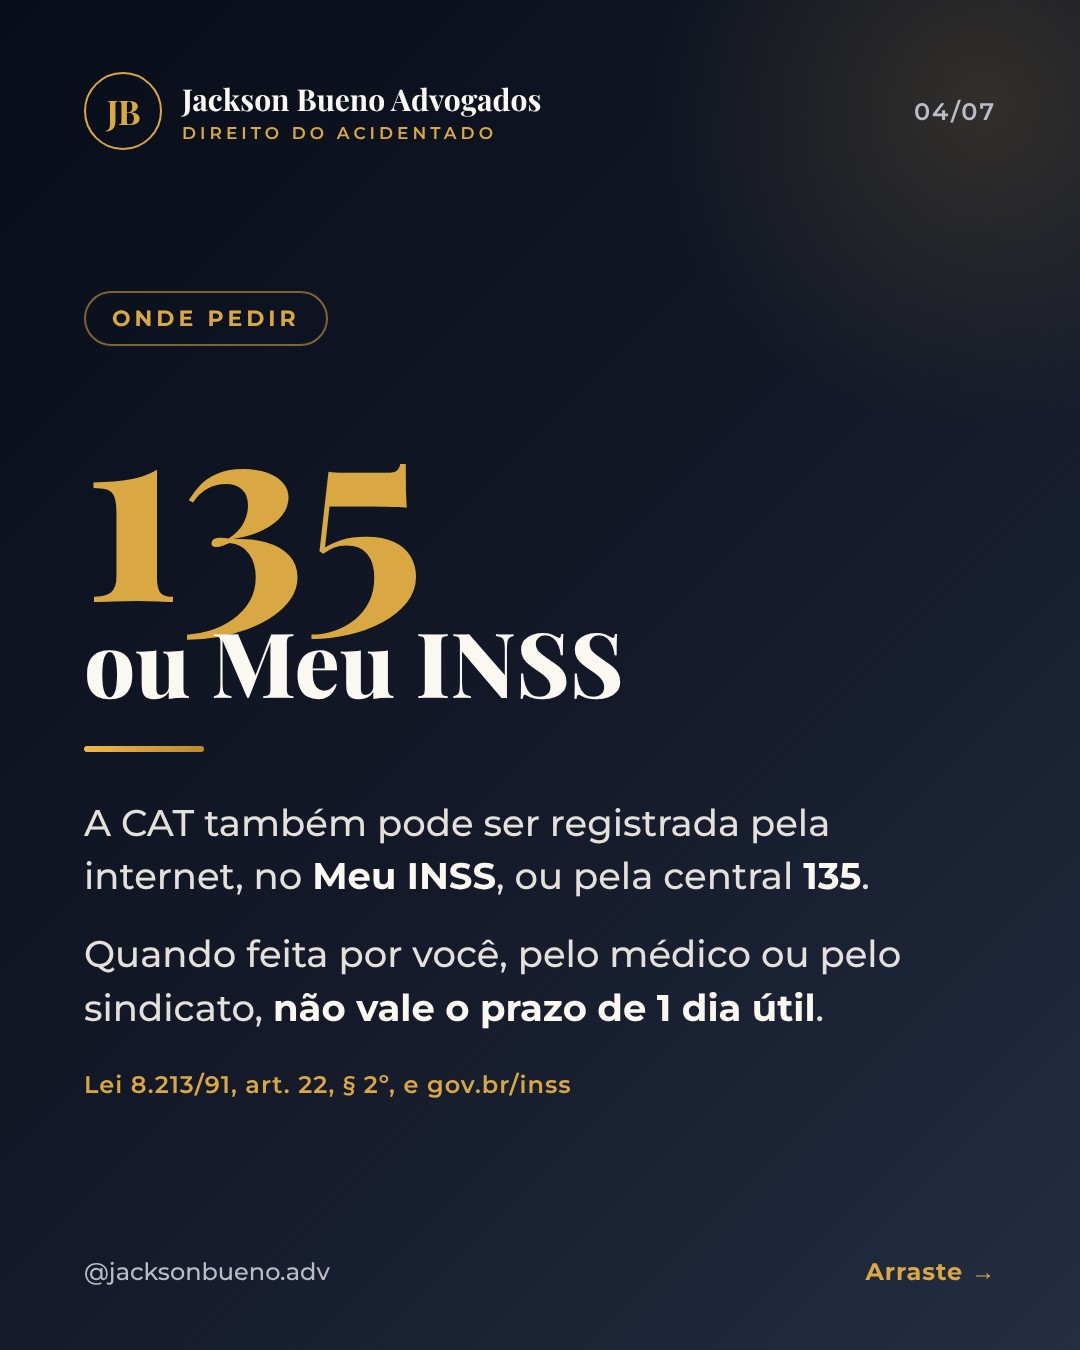 JB
Jackson Bueno Advogados
DIREITO DO ACIDENTADO
04/07
ONDE PEDIR
135
ou Meu INSS
A CAT também pode ser registrada pela
internet, no Meu INSS, ou pela central 135.
Quando feita por você, pelo médico ou pelo
sindicato, não vale o prazo de 1 dia útil.
Lei 8.213/91, art. 22, § 2º, e gov.br/inss
@jacksonbueno.adv
Arraste →